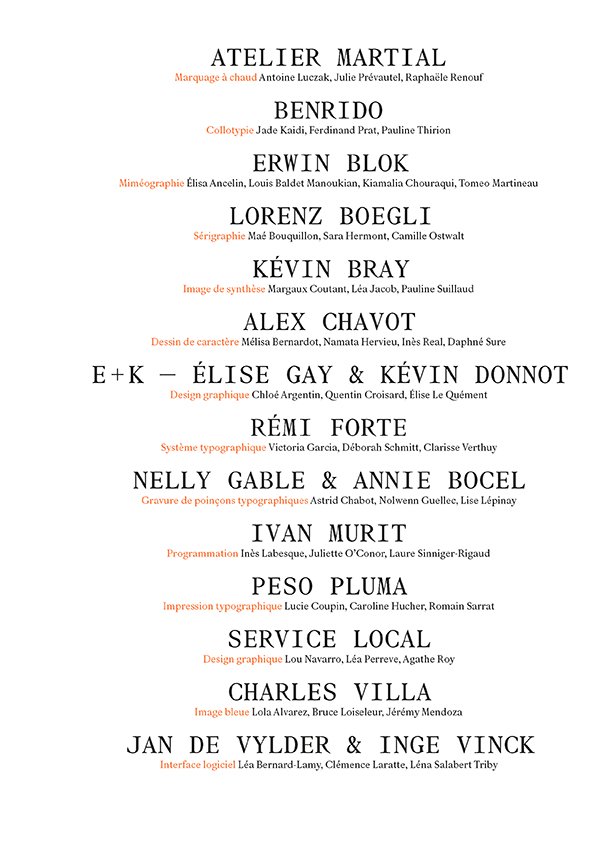 ATELIER MARTIAL
Marquage à chaud Antoine Luczak, Julie Prévautel, Raphaële Renouf
BENRIDO
Collotypie Jade Kaidi, Ferdinand Prat, Pauline Thirion
ERWIN BLOK
Miméographie Élisa Ancelin, Louis Baldet Manoukian, Kiamalia Chouraqui, Tomeo Martineau
LORENZ BOEGLI
Sérigraphie Maé Bouquillon, Sara Hermont, Camille Ostwalt
KÉVIN BRAY
Image de synthèse Margaux Coutant, Léa Jacob, Pauline Suillaud
ALEX CHAVOT
Dessin de caractère Mélisa Bernardot, Namata Hervieu, Inès Real, Daphné Sure
E+K — ÉLISE GAY & KÉVIN DONNOT
Design graphique Chloé Argentin, Quentin Croisard, Élise Le Quément
RÉMI FORTE
Système typographique Victoria Garcia, Déborah Schmitt, Clarisse Verthuy
NELLY GABLE & ANNIE BOCEL
Gravure de poinçons typographiques Astrid Chabot, Nolwenn Guellec, Lise Lépinay
IVAN MURIT
Programmation Inès Labesque, Juliette O’Conor, Laure Sinniger-Rigaud
PESO PLUMA
Impression typographique Lucie Coupin, Caroline Hucher, Romain Sarrat
SERVICE LOCAL
Design graphique Lou Navarro, Léa Perreve, Agathe Roy
CHARLES VILLA
Image bleue Lola Alvarez, Bruce Loiseleur, Jérémy Mendoza
JAN DE VYLDER & INGE VINCK
Interface logiciel Léa Bernard-Lamy, Clémence Laratte, Léna Salabert Triby